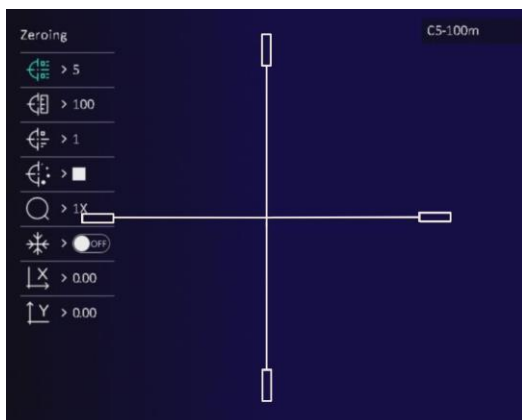 Zeroing
C5-100m
> 5
> 100
> 1
>
> 1X
> OFF
X > 0.00
Y > 0.00